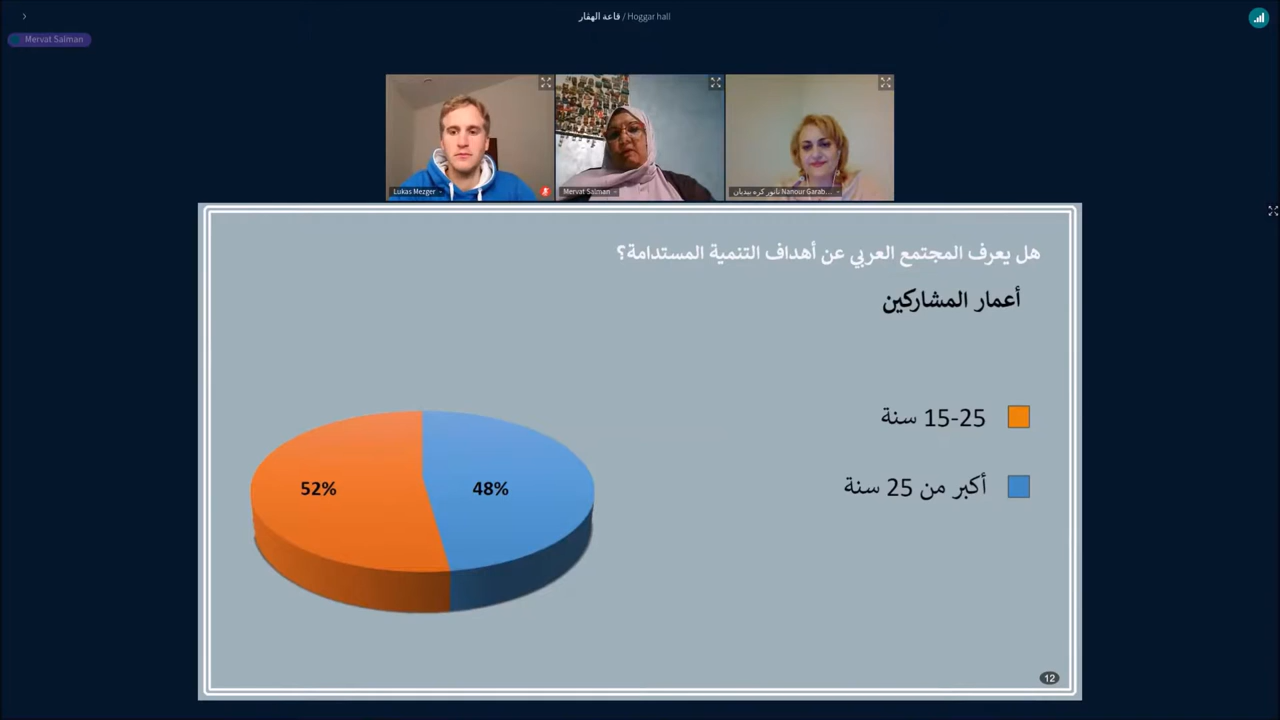 قاعة الهڨار / Hoggar hall
Mervat Salman
Lukas Mezger
Mervat Salman
نانور كره بيديان Nanour Garab...
هل يعرف المجتمع العربي عن أهداف التنمية المستدامة؟
أعمار المشاركين
15-25 سنة
أكبر من 25 سنة
52%
48%
12